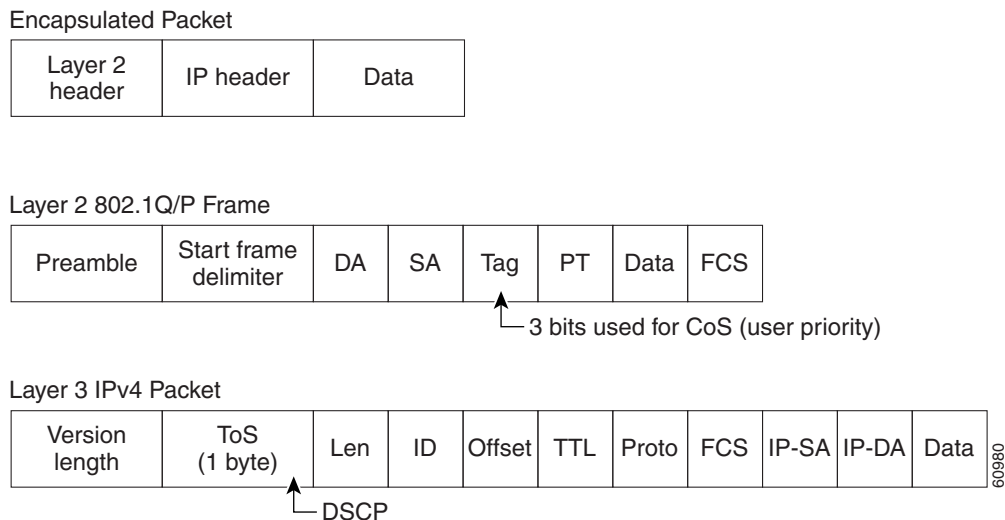 Encapsulated Packet
Layer 2
header
IP header
Data
Layer 2 802.1Q/P Frame
Preamble
Start frame
delimiter
DA
SA
Tag
PT
Data
FCS
3 bits used for CoS (user priority)
Layer 3 IPv4 Packet
Version
length
ToS
(1 byte)
Len
ID
Offset
TTL
Proto
FCS
IP-SA
IP-DA
Data
DSCP
60980